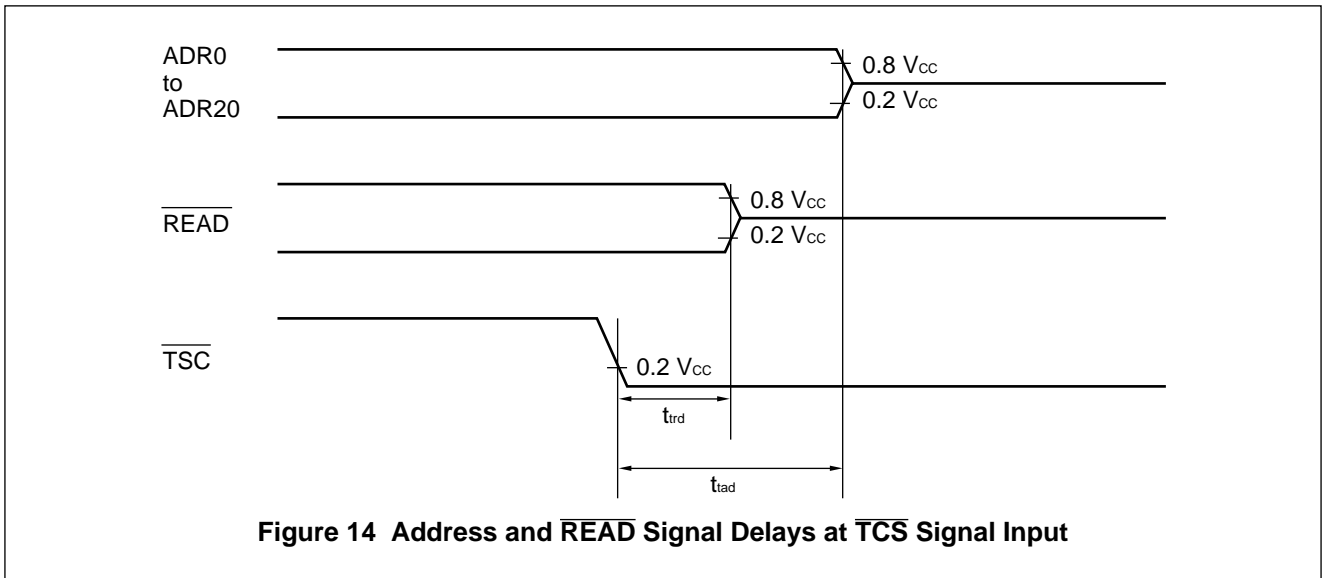 ADR0
to
ADR20
0.8 VCC
0.2 VCC
READ
0.8 VCC
0.2 VCC
TSC
0.2 VCC
ttrd
ttad
Figure 14 Address and READ Signal Delays at TCS Signal Input